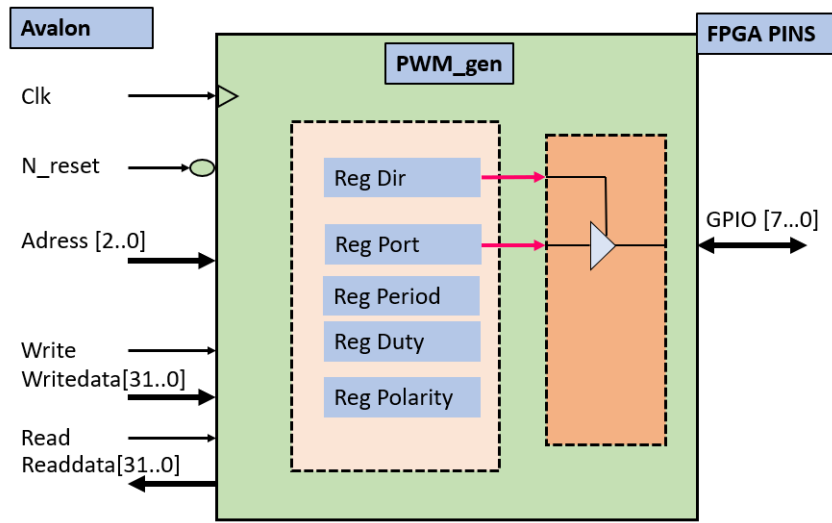 Avalon
FPGA PINS
PWM_gen
Clk
N_reset
Adress [2..0]
Write
Writedata[31..0]
Read
Readdata[31..0]
Reg Dir
Reg Port
Reg Period
Reg Duty
Reg Polarity
GPIO [7...0]